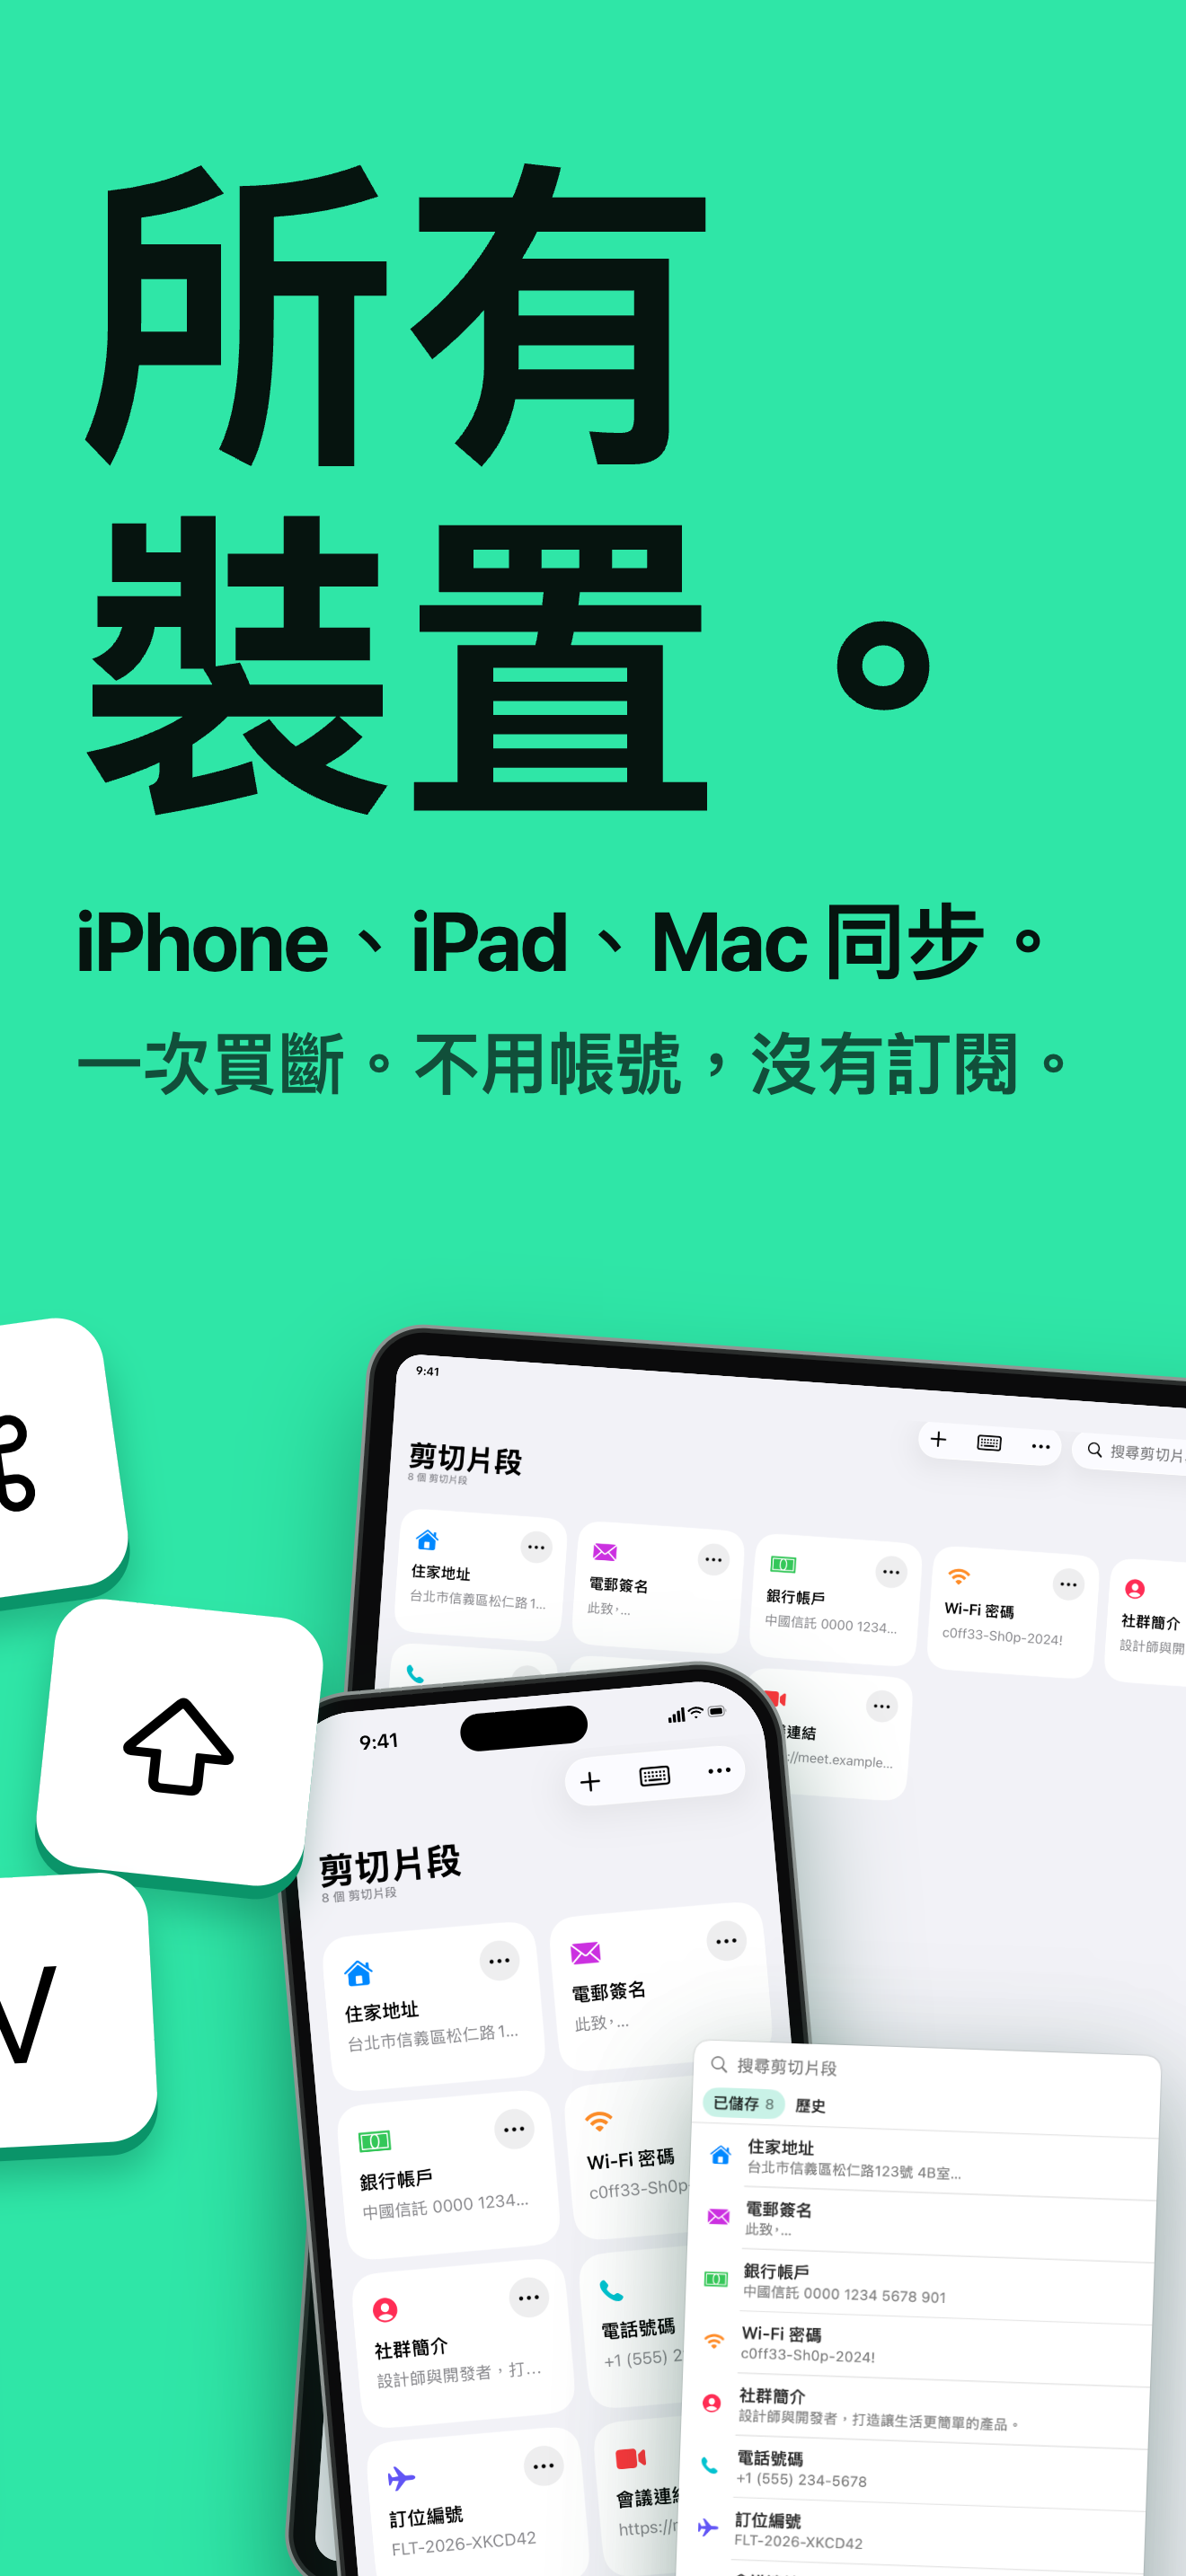 所有
裝置。
iPhone、iPad、Mac 同步。
一次買斷。不用帳號，沒有訂閱。
9:41
剪切片段
8 個 剪切片段
搜尋剪切片
住家地址
台北市信義區松仁路 1...
電郵簽名
此致，...
銀行帳戶
中國信託 0000 1234...
Wi-Fi 密碼
c0ff33-Sh0p-2024!
社群簡介
設計師與開
連結
://meet.example...
⌘
⇧
V
9:41
剪切片段
8 個 剪切片段
住家地址
台北市信義區松仁路 1...
電郵簽名
此致，...
銀行帳戶
中國信託 0000 1234...
Wi-Fi 密碼
c0ff33-Sh0p
社群簡介
設計師與開發者，打...
電話號碼
+1 (555) 2
訂位編號
FLT-2026-XKCD42
會議連結
https://
搜尋剪切片段
已儲存 8 歷史
住家地址
台北市信義區松仁路123號 4B室...
電郵簽名
此致，...
銀行帳戶
中國信託 0000 1234 5678 901
Wi-Fi 密碼
c0ff33-Sh0p-2024!
社群簡介
設計師與開發者，打造讓生活更簡單的產品。
電話號碼
+1 (555) 234-5678
訂位編號
FLT-2026-XKCD42